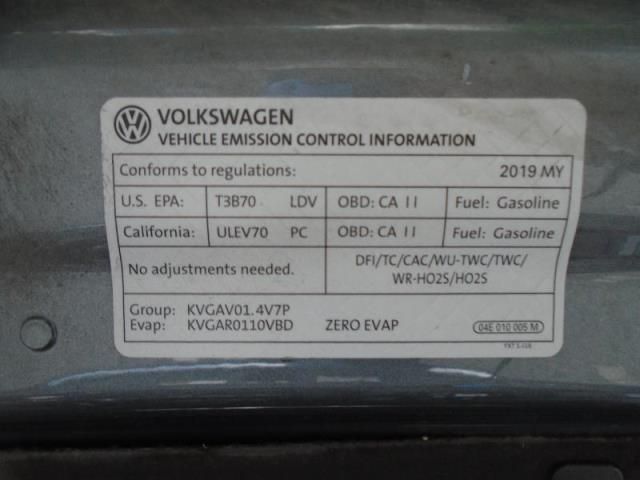 VOLKSWAGEN
VEHICLE EMISSION CONTROL INFORMATION
Conforms to regulations: 2019 MY
U.S. EPA: T3B70 LDV OBD: CA II Fuel: Gasoline
California: ULEV70 PC OBD: CA II Fuel: Gasoline
No adjustments needed.
DFI/TC/CAC/WU-TWC/TWC/
WR-HO2S/HO2S
Group: KVGAV01.4V7P
Evap: KVGAR0110VBD ZERO EVAP
04E 010 005 M